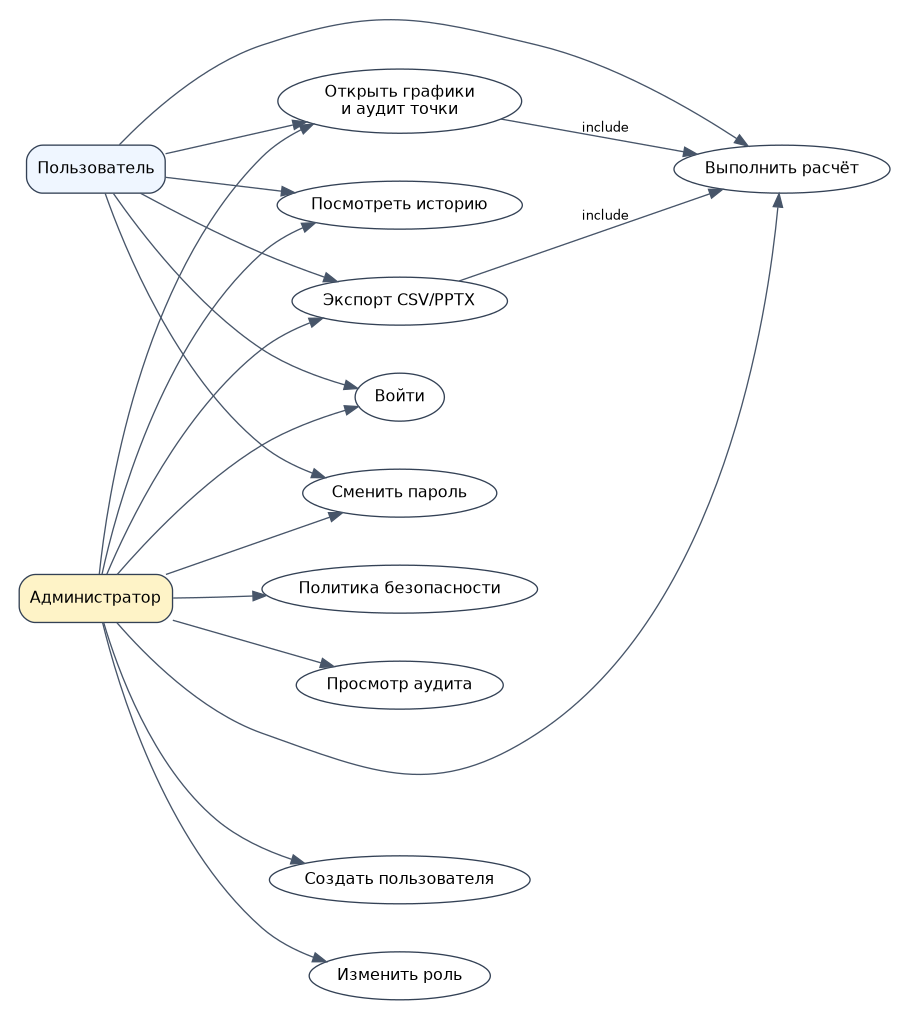 Открыть графики
и аудит точки
include
Пользователь
Выполнить расчёт
Посмотреть историю
include
Экспорт CSV/PPTX
Войти
Сменить пароль
Политика безопасности
Администратор
Просмотр аудита
Создать пользователя
Изменить роль